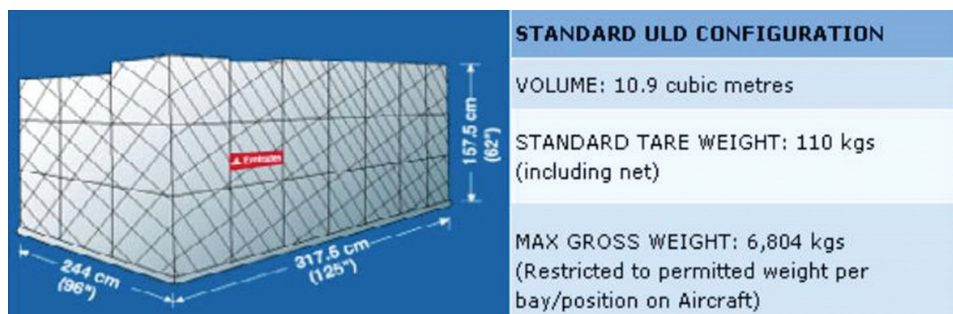 Emirates
157.5 cm
(62")
244 cm
(96")
317.5 cm
(125")
STANDARD ULD CONFIGURATION
VOLUME: 10.9 cubic metres
STANDARD TARE WEIGHT: 110 kgs
(including net)
MAX GROSS WEIGHT: 6,804 kgs
(Restricted to permitted weight per
bay/position on Aircraft)